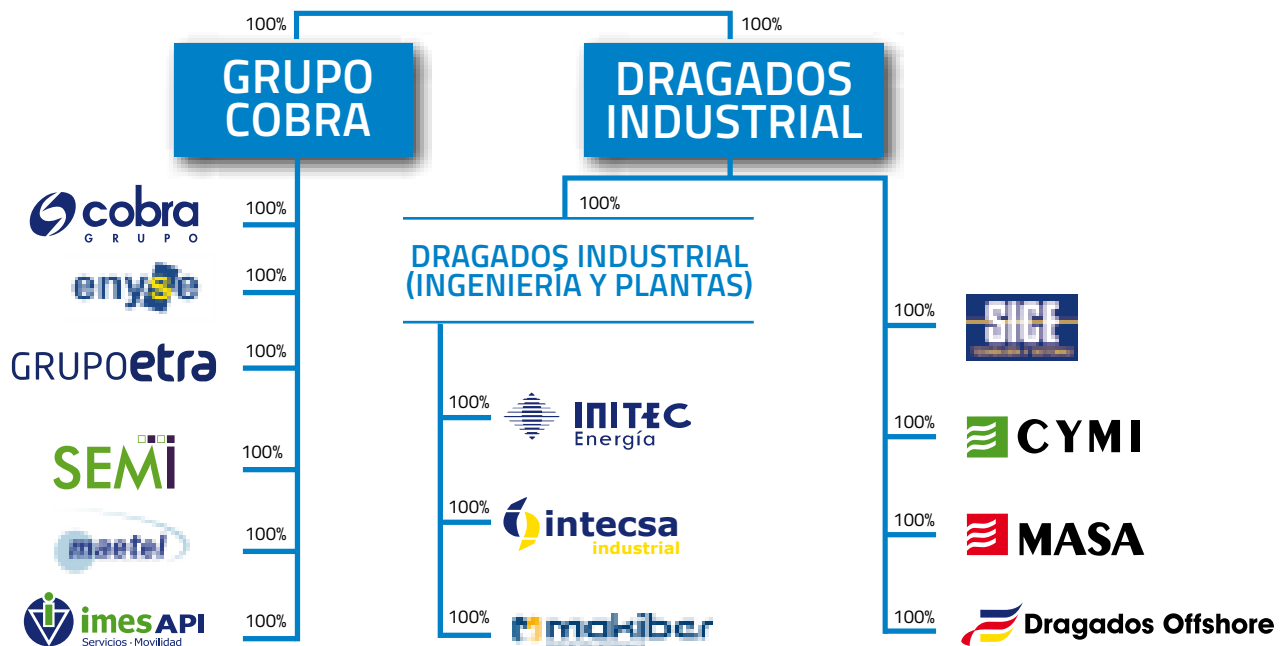 100%
100%
GRUPO
COBRA
DRAGADOS
INDUSTRIAL
cobra
GRUPO
100%
enyse
100%
GRUPOetra
100%
SEMI
100%
maetel
100%
imesAPI
Servicios · Movilidad
100%
100%
DRAGADOS INDUSTRIAL
(INGENIERÍA Y PLANTAS)
100%
INITEC
Energía
100%
intecsa
industrial
100%
makiber
100%
SICE
100%
CYMI
100%
MASA
100%
Dragados Offshore